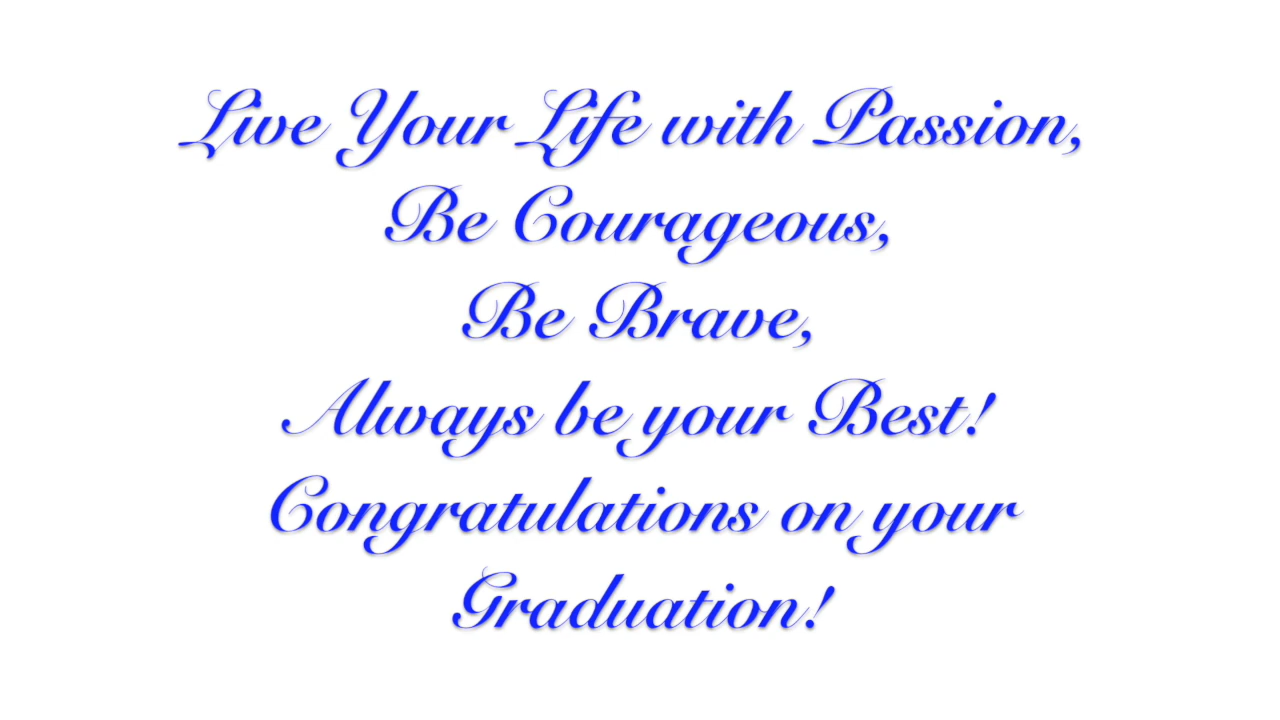 Live Your Life with Passion,
Be Courageous,
Be Brave,
Always be your Best!
Congratulations on your
Graduation!